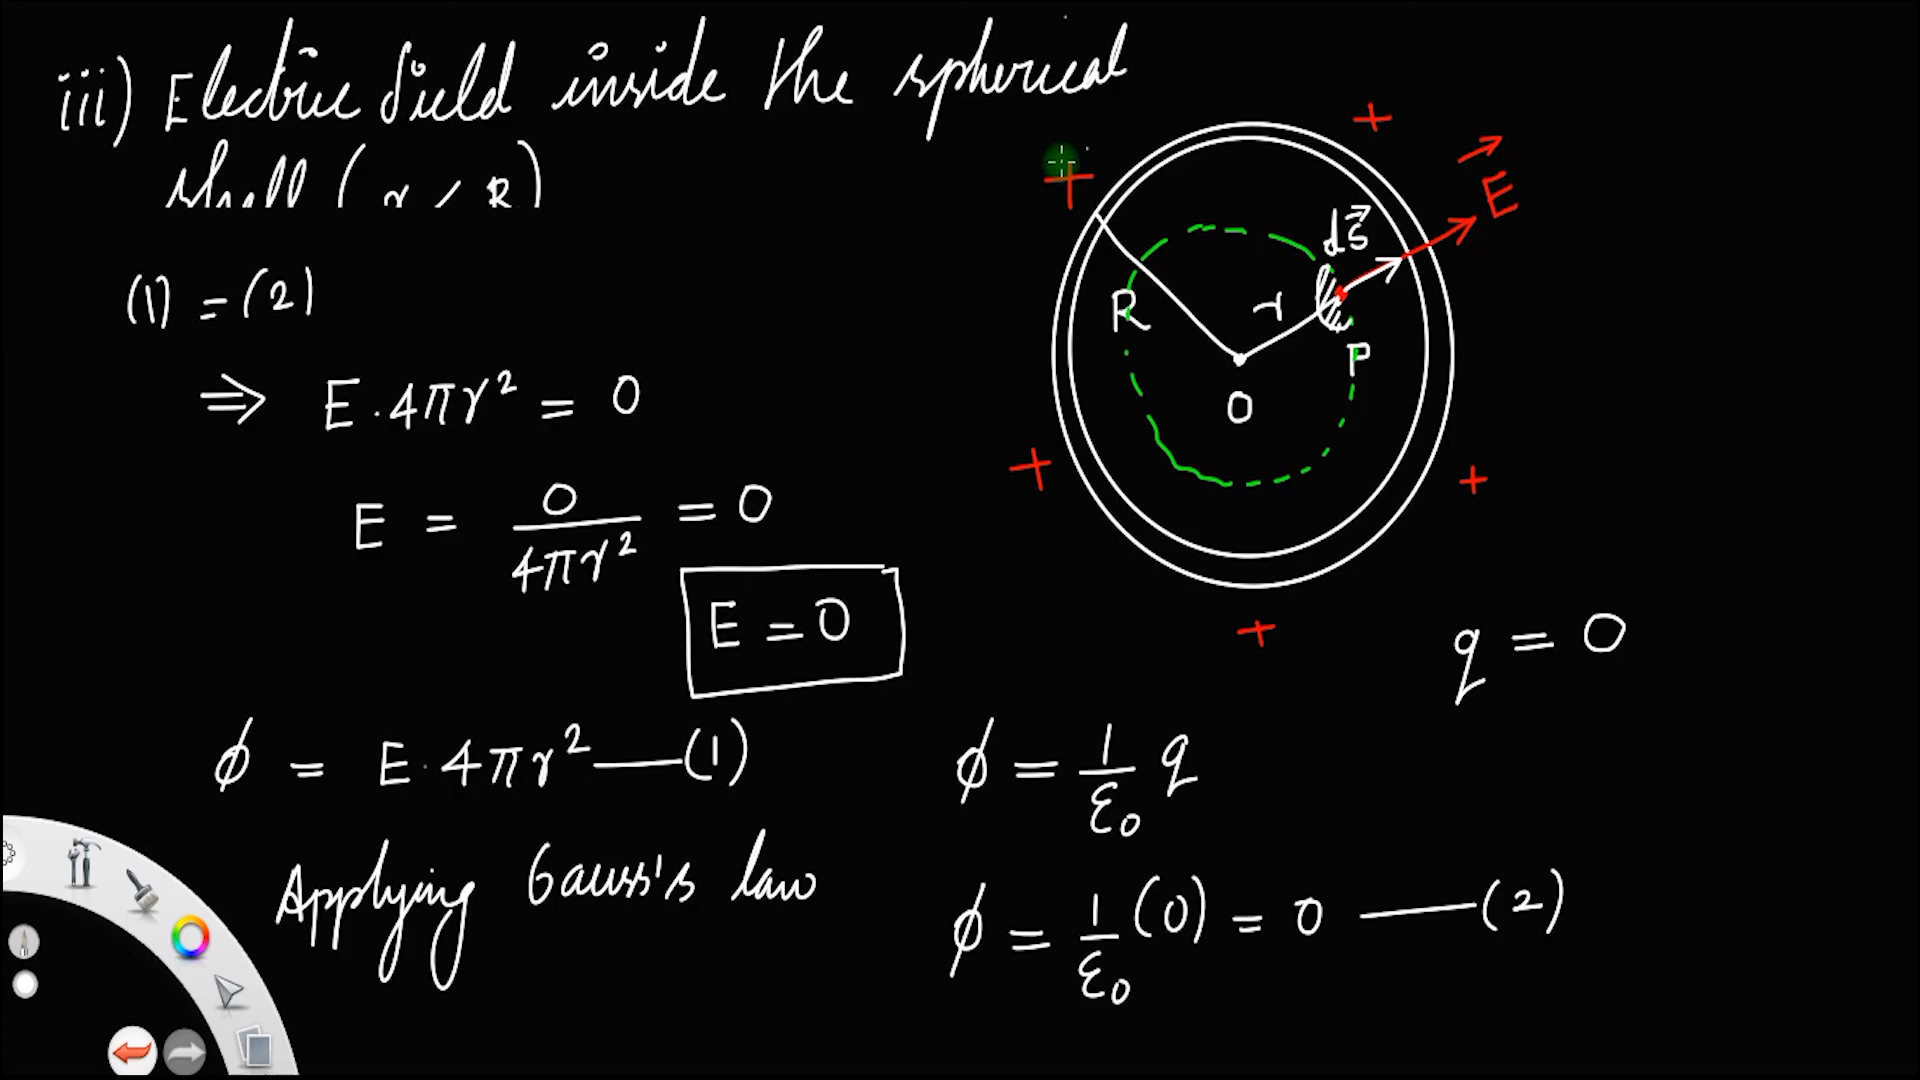 iii) Electric field inside the spherical
shell (r < R)
(1) = (2)
⇒ E · 4πr² = 0
E = 0/4πr² = 0
E = 0
ϕ = E · 4πr² — (1)
Applying Gauss's law
+
+
+
+
+
+
E⃗
dS⃗
R
r
P
O
q = 0
ϕ = 1/ε₀ q
ϕ = 1/ε₀ (0) = 0 — (2)